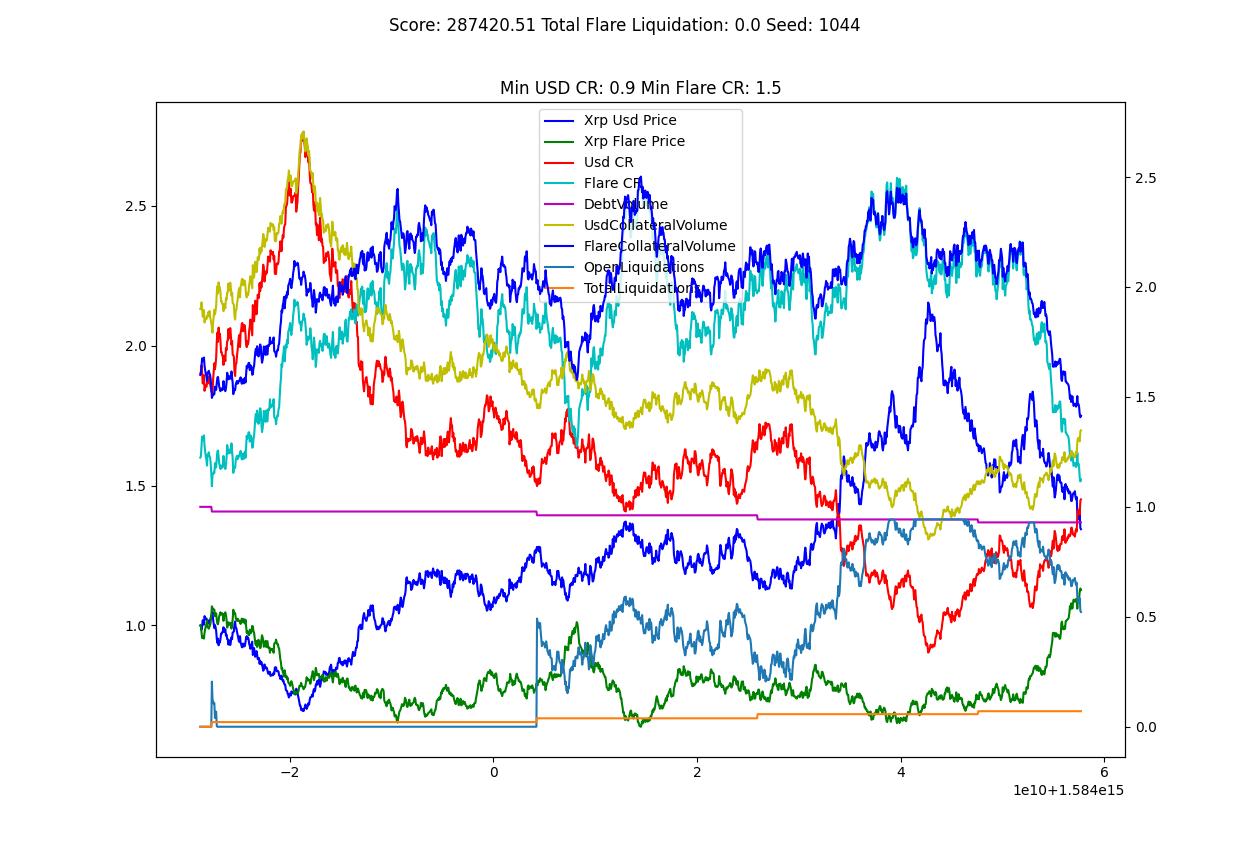 Score: 287420.51 Total Flare Liquidation: 0.0 Seed: 1044
Min USD CR: 0.9 Min Flare CR: 1.5
Xrp Usd Price
Xrp Flare Price
Usd CR
Flare CR
DebtVolume
UsdCollateralVolume
FlareCollateralVolume
OpenLiquidations
TotalLiquidations
2.5
2.0
1.5
1.0
2.5
2.0
1.5
1.0
0.5
0.0
−2
0
2
4
6
1e10+1.584e15